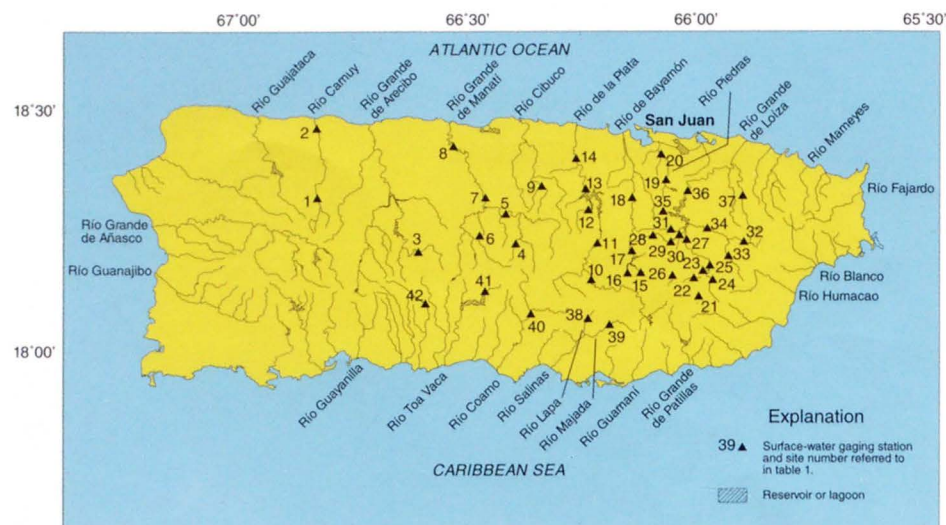 67°00'
66°30'
66°00'
65°30'
ATLANTIC OCEAN
Río Guajataca
Río Camuy
Río Grande
de Arecibo
Río Grande
de Manatí
Río Cibuco
Río de la Plata
Río de Bayamón
Río Piedras
San Juan
Río Grande
de Loíza
Río Mameyes
18°30'
2
8
14
20
19
36
Río Fajardo
9
13
1
7
5
18
35
37
12
34
Río Grande
de Añasco
31
32
6
28
27
3
4
11
17
29
30
33
Río Guanajibo
23
25
Río Blanco
10
16
15
26
24
41
22
Río Humacao
42
21
40
38
39
18°00'
Río Guayanilla
Río Toa Vaca
Río Coamo
Río Salinas
Río Lapa
Río Majada
Río Guamaní
Río Grande
de Patillas
Explanation
39 Surface-water gaging station
and site number referred to
in table 1.
Reservoir or lagoon
CARIBBEAN SEA